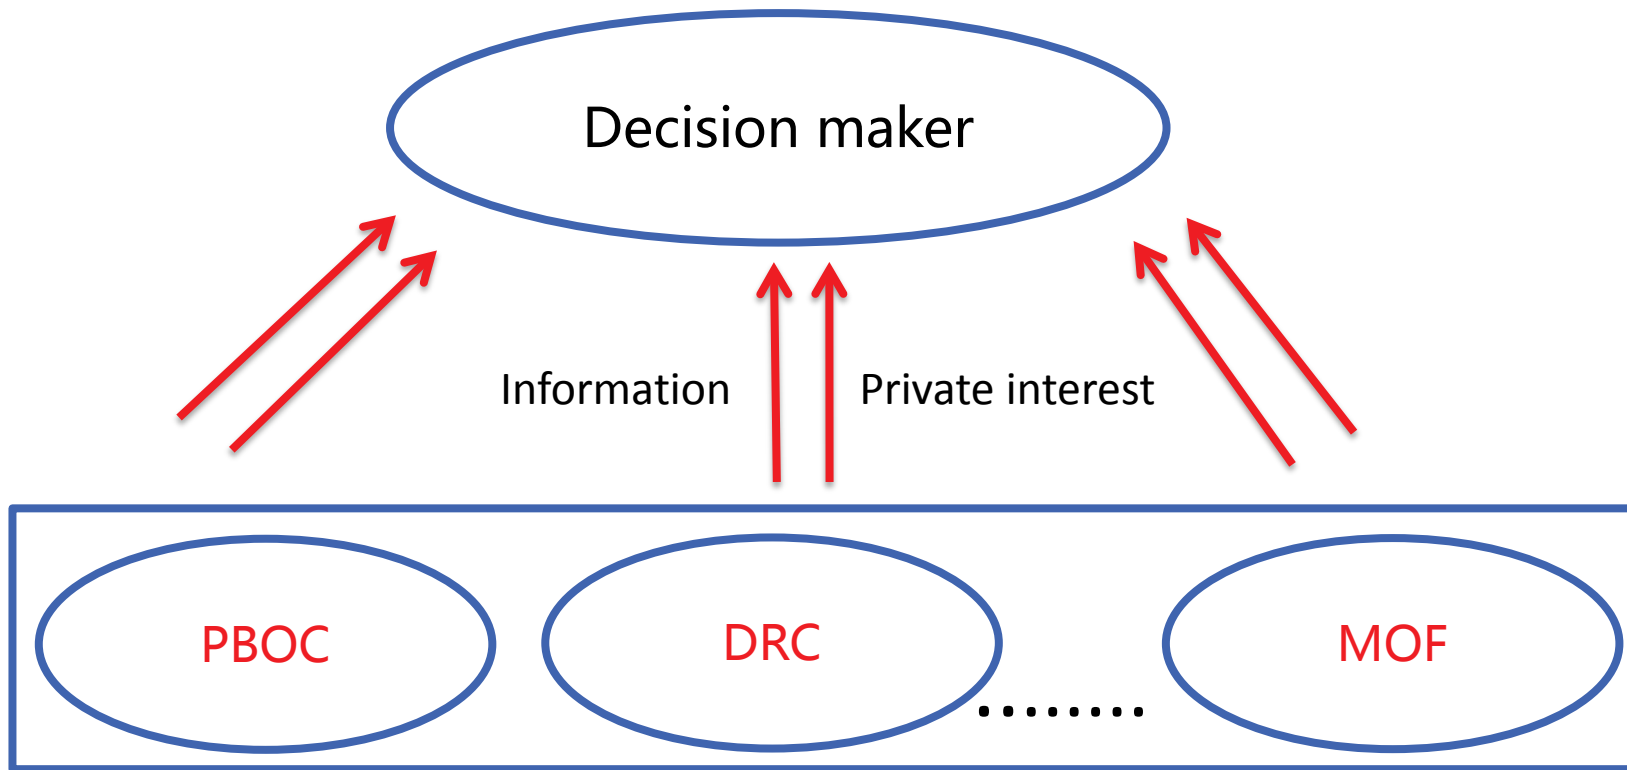 Decision maker
Information
Private interest
PBOC
DRC
........
MOF